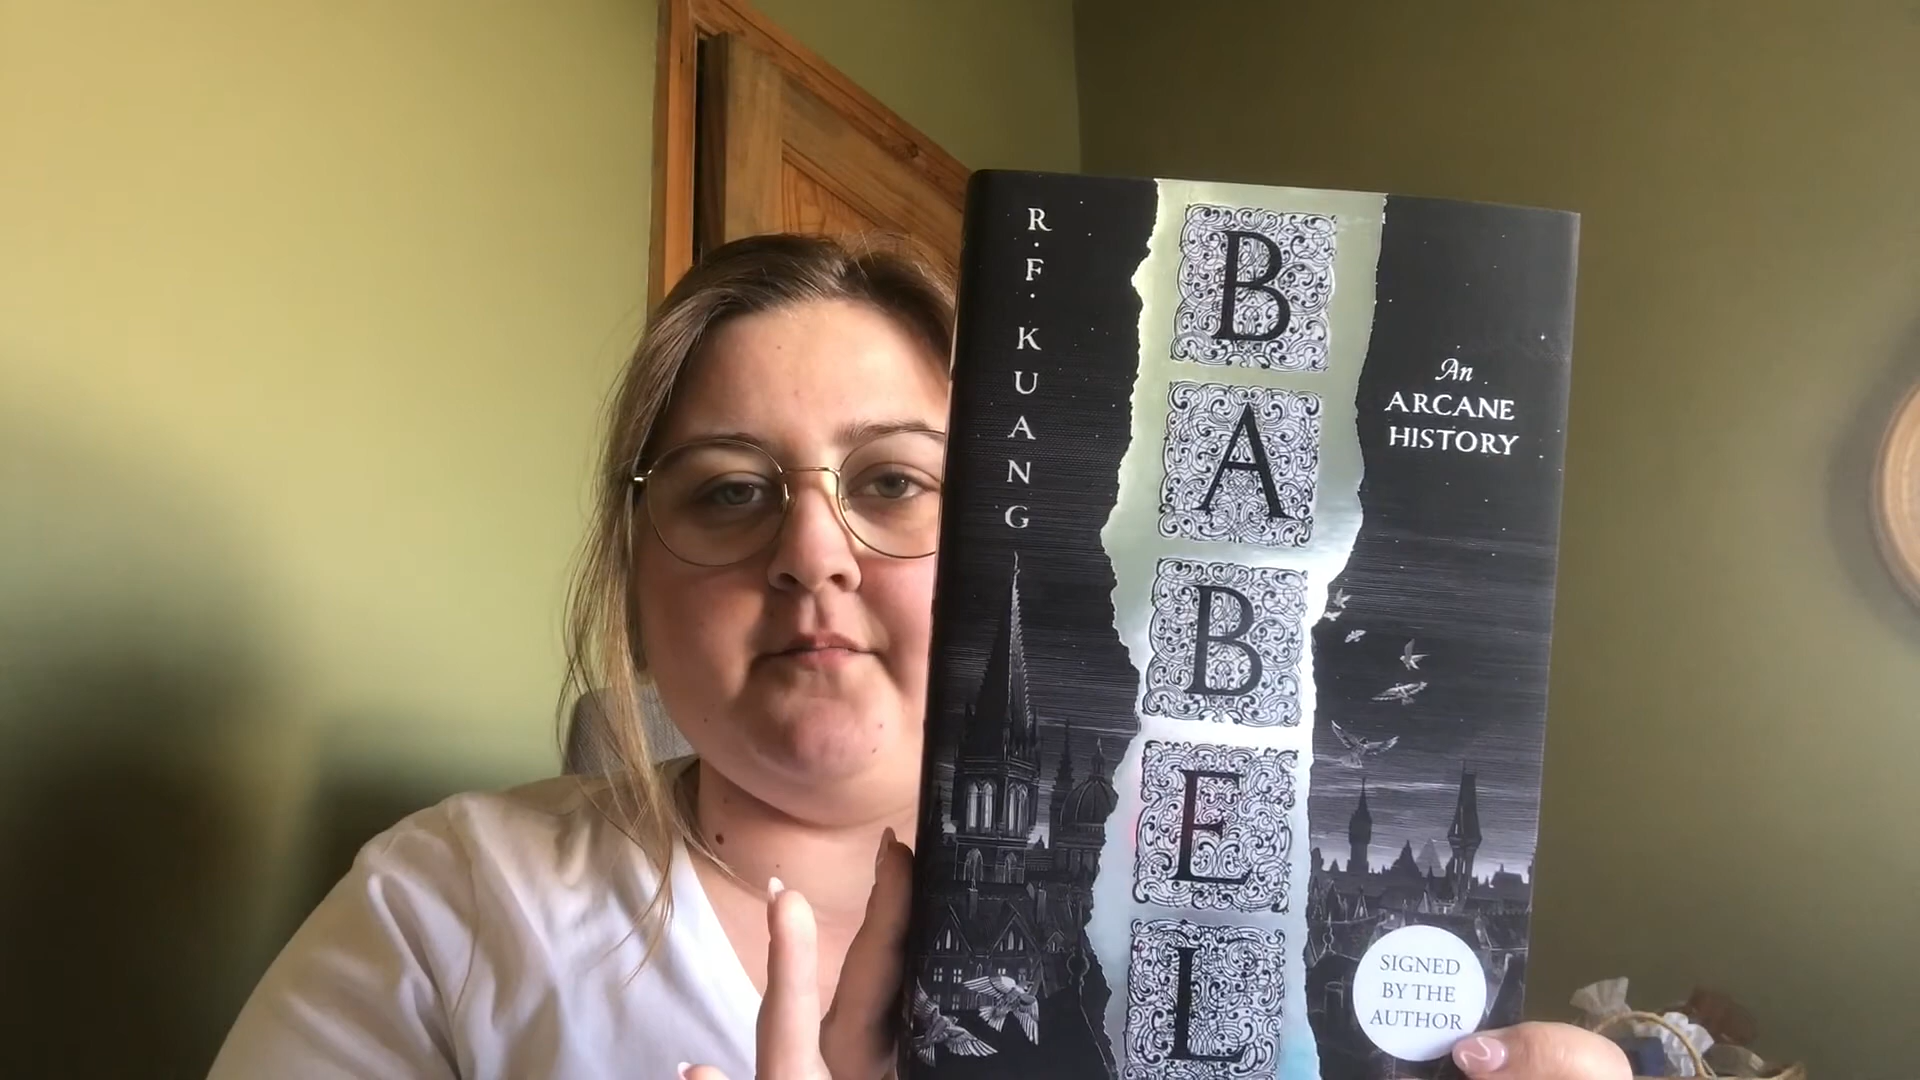 R.F. KUANG
BABEL
An
ARCANE
HISTORY
SIGNED
BY THE
AUTHOR